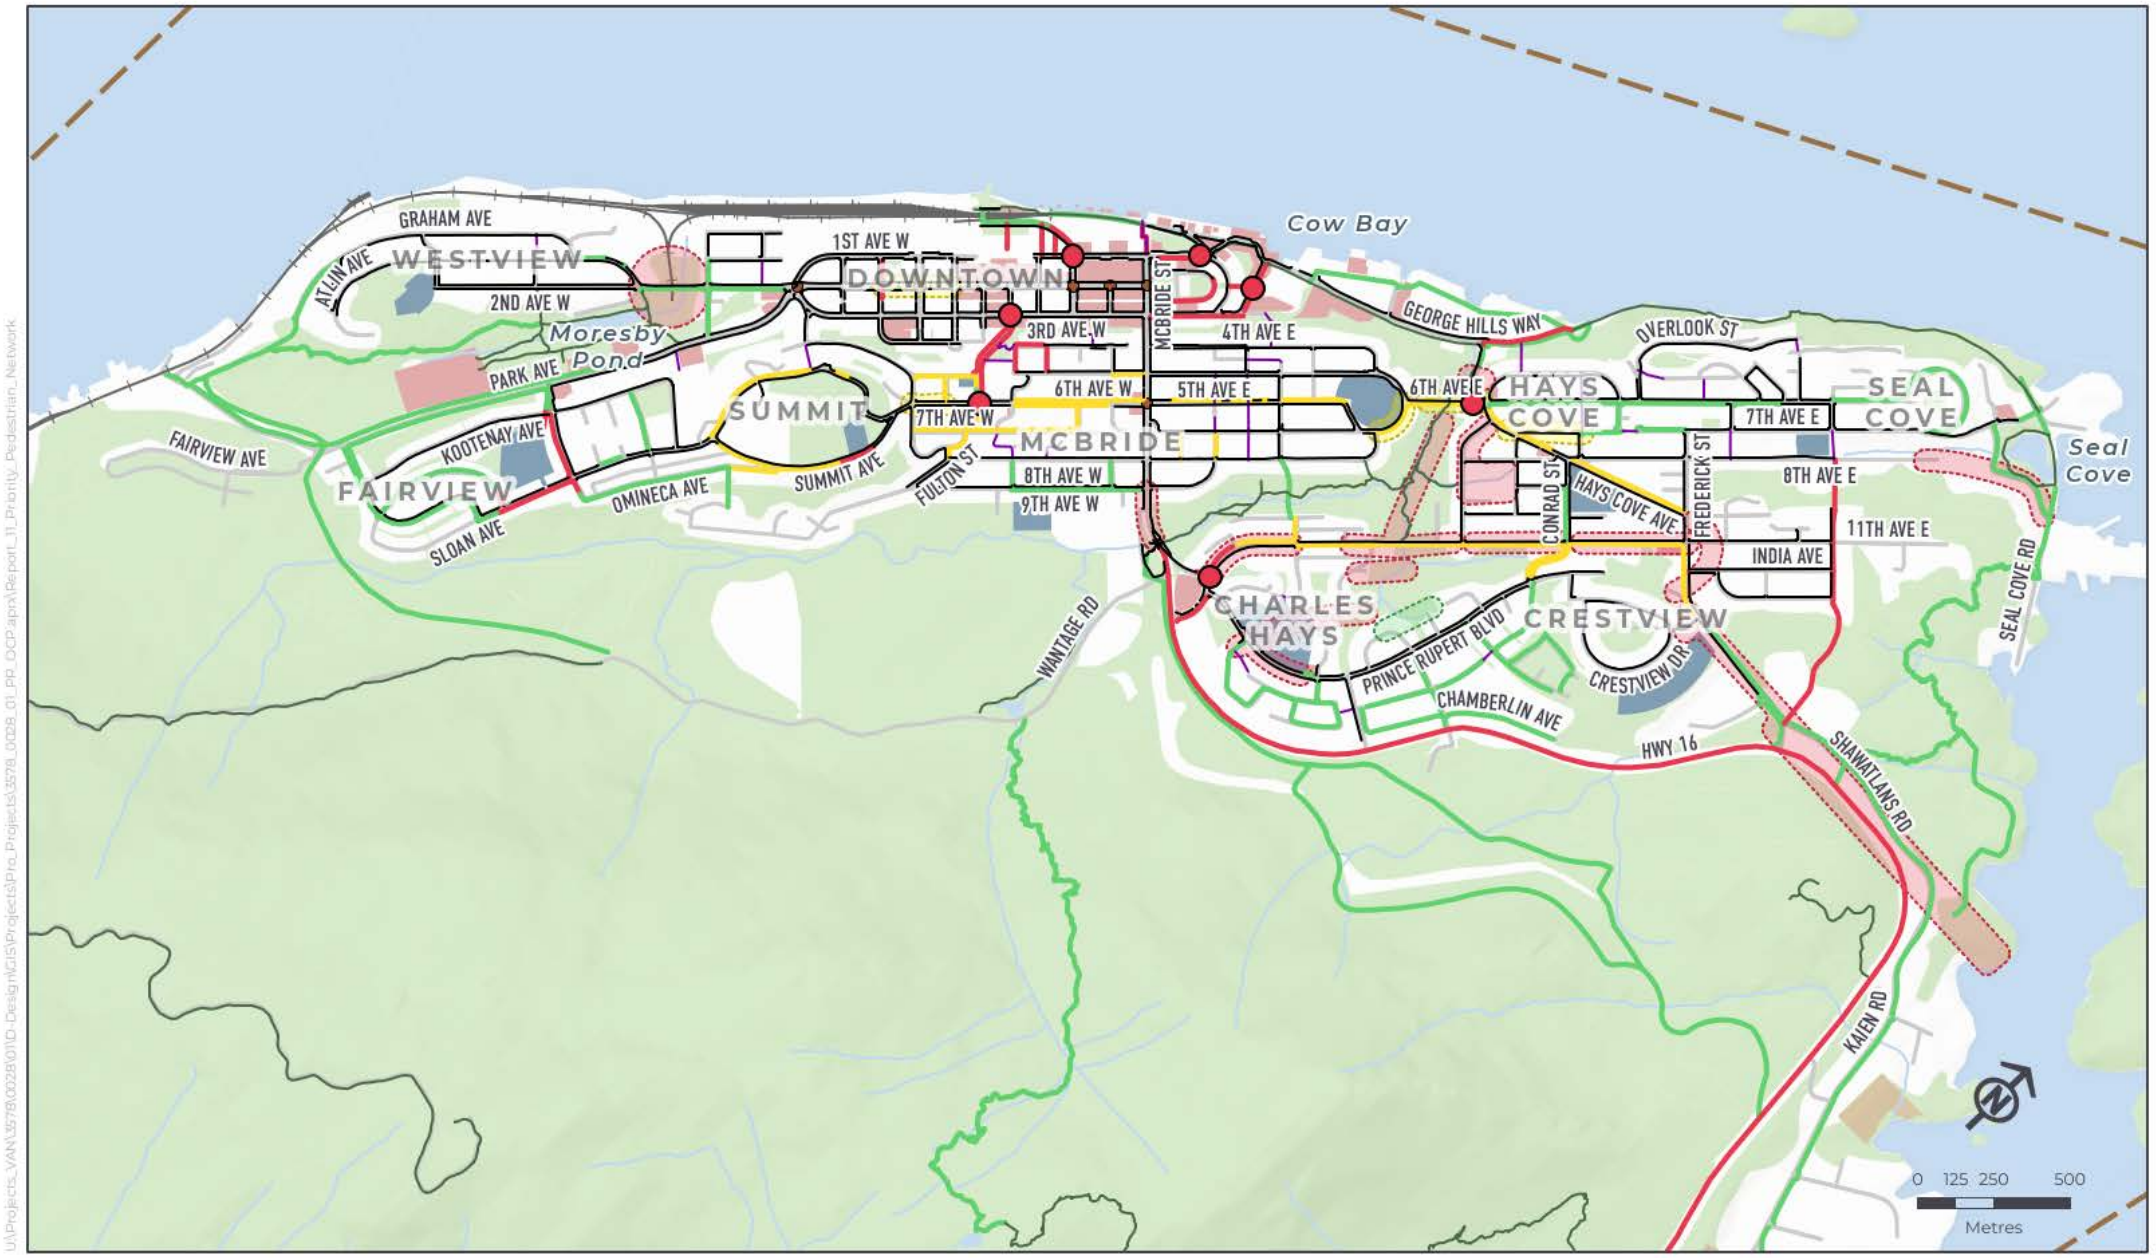 Cow Bay
GRAHAM AVE
WESTVIEW
ATLIN AVE
1ST AVE W
DOWNTOWN
2ND AVE W
MCBRIDE ST
Moresby
Pond
3RD AVE W
4TH AVE E
GEORGE HILLS WAY
OVERLOOK ST
PARK AVE
6TH AVE W
5TH AVE E
6TH AVE E
HAYS
COVE
SEAL
COVE
SUMMIT
7TH AVE W
7TH AVE E
MCBRIDE
KOOTENAY AVE
FAIRVIEW AVE
Seal
Cove
FAIRVIEW
SUMMIT AVE
FULTON ST
8TH AVE W
8TH AVE E
OMINECA AVE
9TH AVE W
CONRAD ST
HAYS COVE AVE
FREDERICK ST
SLOAN AVE
11TH AVE E
INDIA AVE
SEAL COVE RD
WANTAGE RD
CHARLES
HAYS
CRESTVIEW
PRINCE RUPERT BLVD
CRESTVIEW DR
CHAMBERLIN AVE
HWY 16
SHAWATLANS RD
KAIEN RD
N
0 125 250 500
Metres